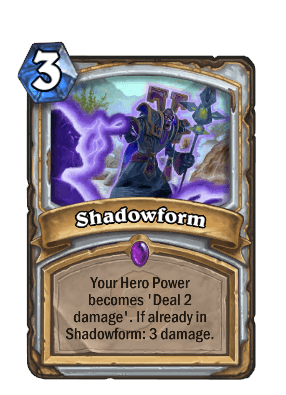 3
Shadowform
Your Hero Power
becomes 'Deal 2
damage'. If already in
Shadowform: 3 damage.